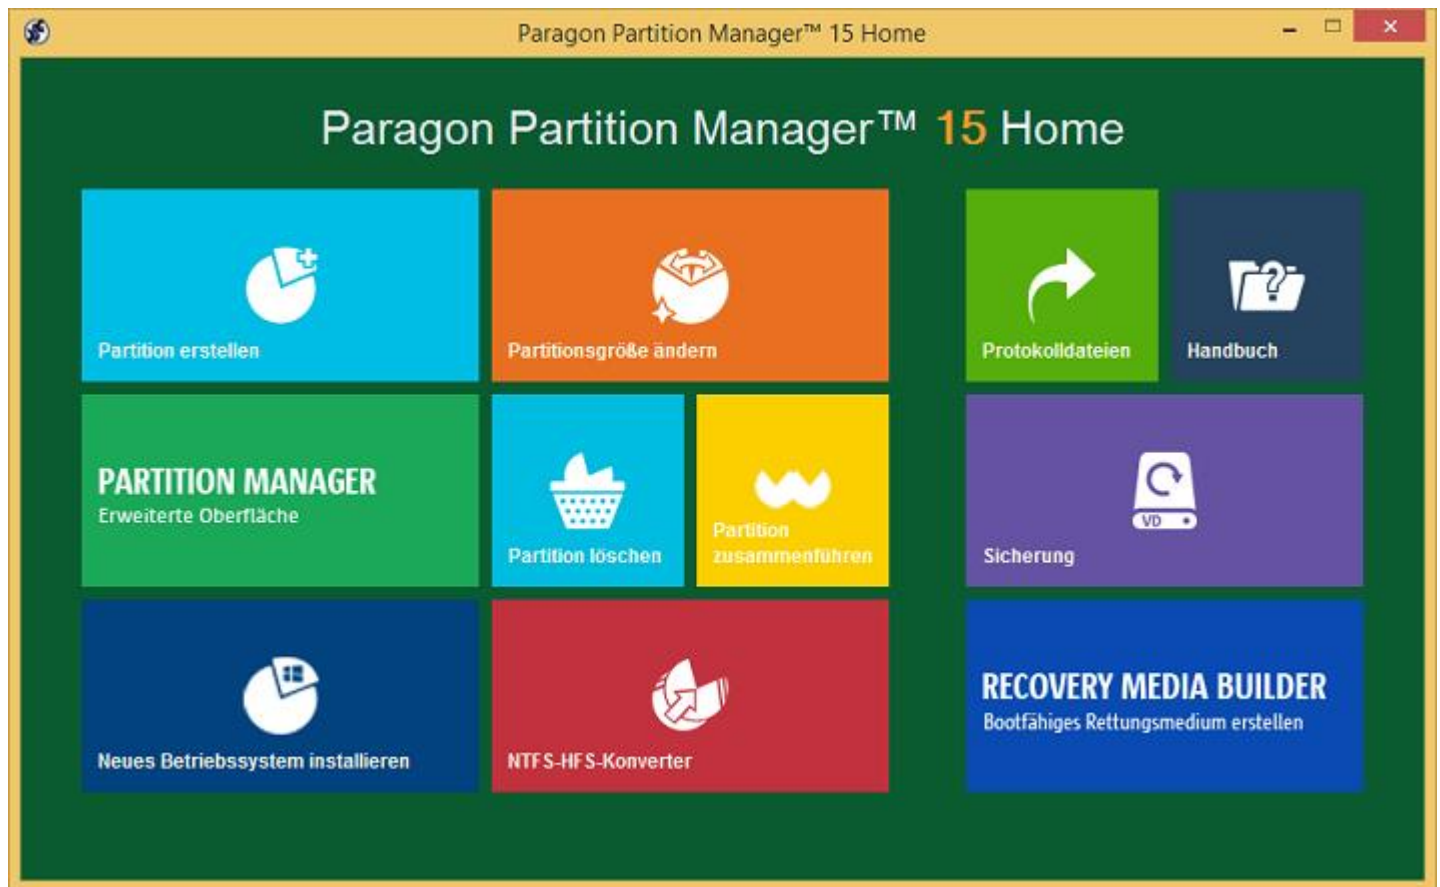 Paragon Partition Manager™ 15 Home
Paragon Partition Manager™ 15 Home
Partition erstellen
Partitionsgröße ändern
Protokolldateien
Handbuch
PARTITION MANAGER
Erweiterte Oberfläche
Partition löschen
Partition
zusammenführen
VD
Sicherung
Neues Betriebssystem installieren
NTFS-HFS-Konverter
RECOVERY MEDIA BUILDER
Bootfähiges Rettungsmedium erstellen